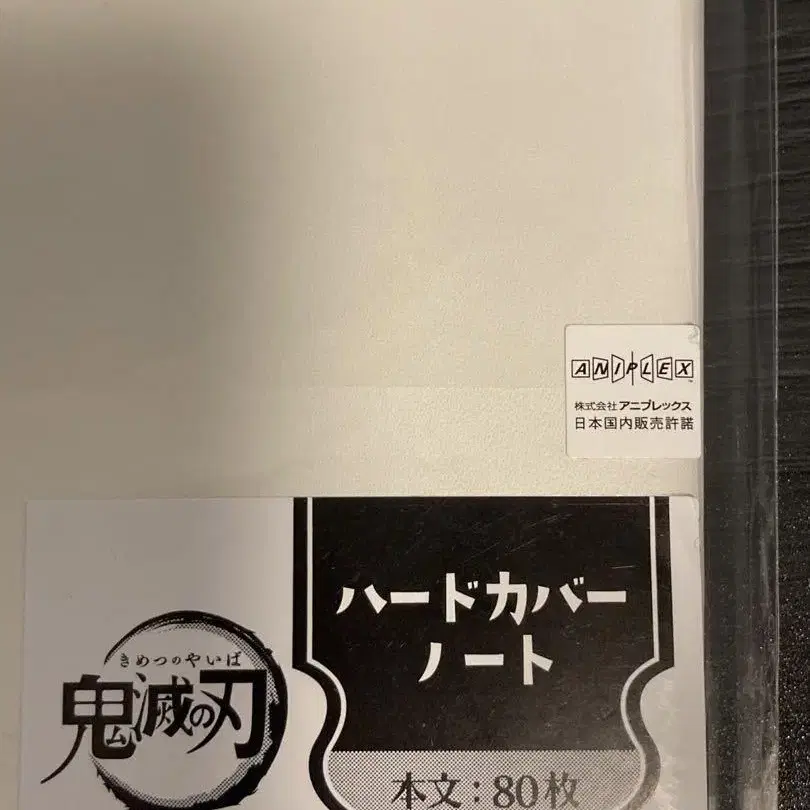 ANIPLEX
株式会社アニプレックス
日本国内販売許諾
ハードカバー
ノート
きめつのやいば
鬼滅の刃
本文：80枚